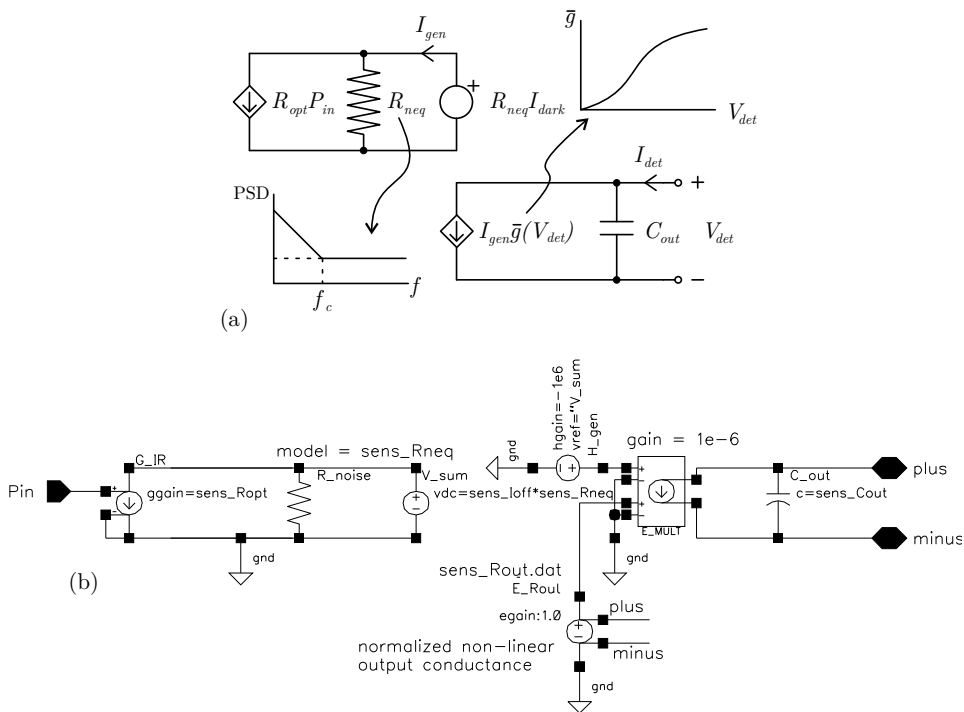 I_gen
R_opt P_in
R_neq
+
R_neq I_dark
ḡ
V_det
PSD
f_c
f
I_det
+
I_gen ḡ(V_det)
C_out
V_det
−
(a)
Pin
G_IR
ggain=sens_Ropt
model = sens_Rneq
R_noise
V_sum
vdc=sens_Ioff*sens_Rneq
gnd
gnd
hgain=-1e6
vref="V_sum
H_gen
gain = 1e-6
E_MULT
gnd
C_out
c=sens_Cout
plus
minus
(b)
sens_Rout.dat
E_Rout
egain:1.0
plus
minus
normalized non-linear
output conductance
gnd